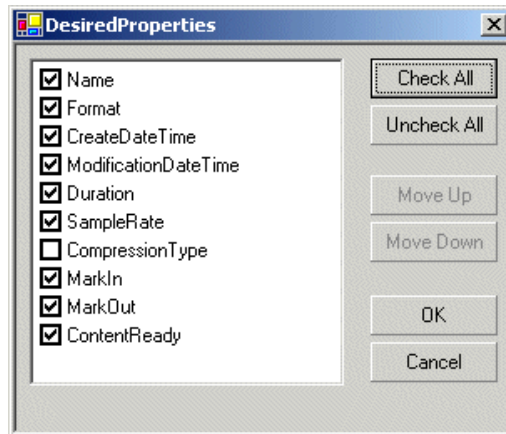 DesiredProperties
Name
Format
CreateDateTime
ModificationDateTime
Duration
SampleRate
CompressionType
MarkIn
MarkOut
ContentReady
Check All
Uncheck All
Move Up
Move Down
OK
Cancel